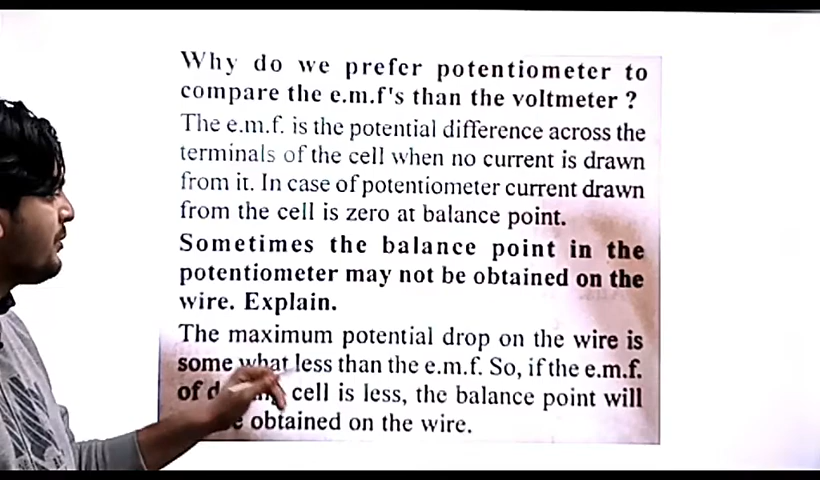 Why do we prefer potentiometer to
compare the e.m.f's than the voltmeter ?
The e.m.f. is the potential difference across the
terminals of the cell when no current is drawn
from it. In case of potentiometer current drawn
from the cell is zero at balance point.
Sometimes the balance point in the
potentiometer may not be obtained on the
wire. Explain.
The maximum potential drop on the wire is
some what less than the e.m.f. So, if the e.m.f.
of cell is less, the balance point will
obtained on the wire.